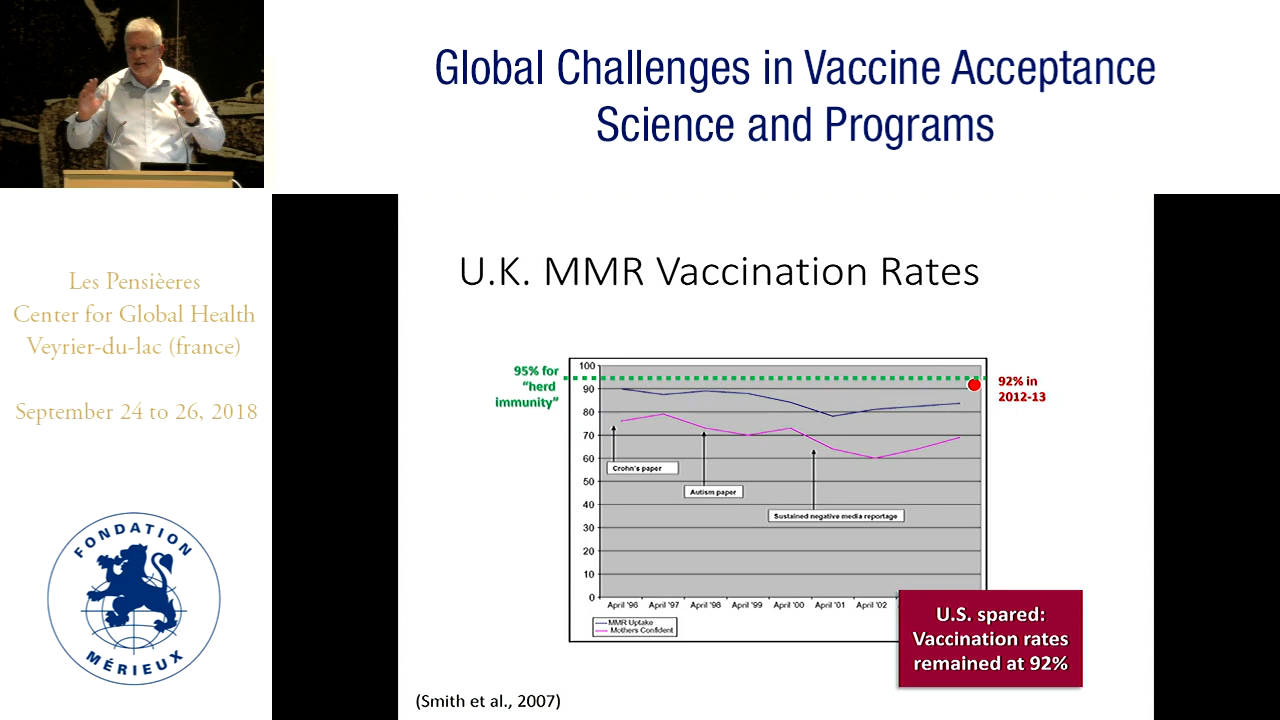 Global Challenges in Vaccine Acceptance
Science and Programs
Les Pensièeres
Center for Global Health
Veyrier-du-lac (france)
September 24 to 26, 2018
FONDATION
MÉRIEUX
U.K. MMR Vaccination Rates
95% for
“herd
immunity”
92% in
2012-13
100
90
80
70
60
50
40
30
20
10
0
Crohn's paper
Autism paper
Sustained negative media reportage
April '96 April '97 April '98 April '99 April '00 April '01 April '02
MMR Uptake
Mothers Confident
U.S. spared:
Vaccination rates
remained at 92%
(Smith et al., 2007)